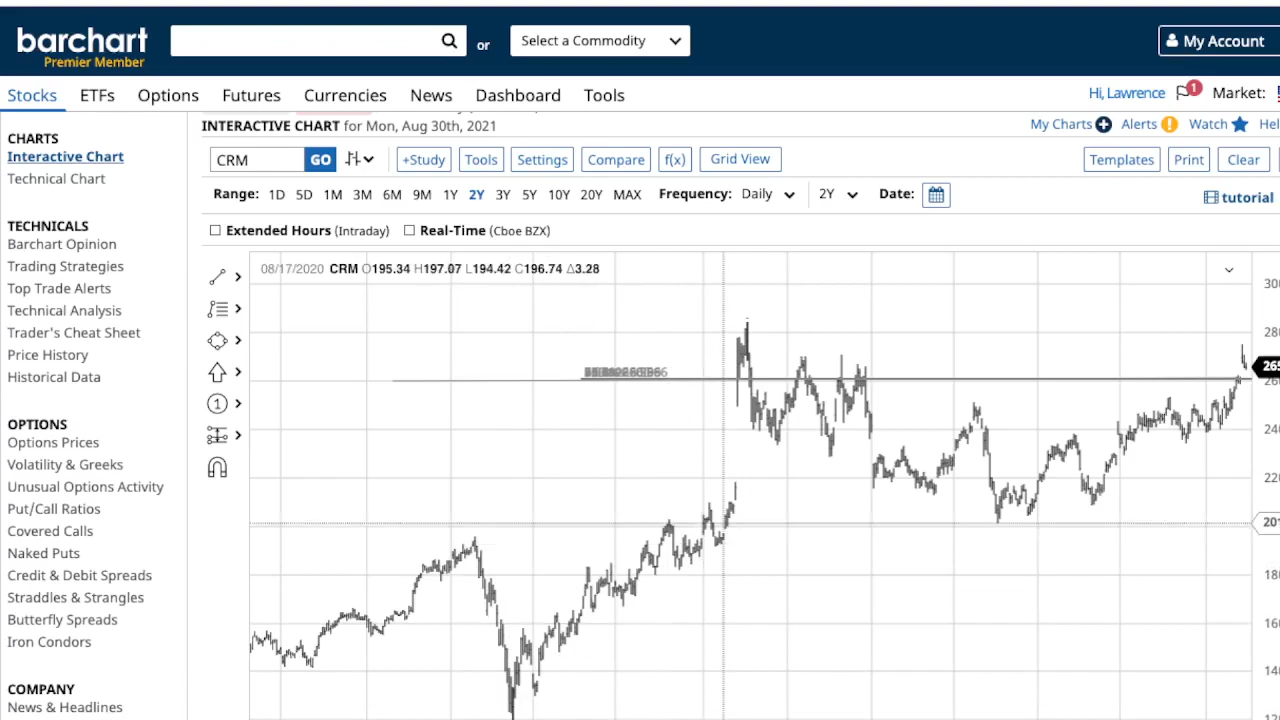 barchart
Premier Member
or
Select a Commodity
My Account
Stocks ETFs Options Futures Currencies News Dashboard Tools
Hi, Lawrence 1 Market:
CHARTS
Interactive Chart
Technical Chart
TECHNICALS
Barchart Opinion
Trading Strategies
Top Trade Alerts
Technical Analysis
Trader's Cheat Sheet
Price History
Historical Data
OPTIONS
Options Prices
Volatility & Greeks
Unusual Options Activity
Put/Call Ratios
Covered Calls
Naked Puts
Credit & Debit Spreads
Straddles & Strangles
Butterfly Spreads
Iron Condors
COMPANY
News & Headlines
INTERACTIVE CHART for Mon, Aug 30th, 2021
My Charts Alerts Watch Hel
CRM GO +Study Tools Settings Compare f(x) Grid View Templates Print Clear
Range: 1D 5D 1M 3M 6M 9M 1Y 2Y 3Y 5Y 10Y 20Y MAX Frequency: Daily 2Y Date:
tutorial
Extended Hours (Intraday) Real-Time (Cboe BZX)
08/17/2020 CRM O195.34 H197.07 L194.42 C196.74 Δ3.28
1